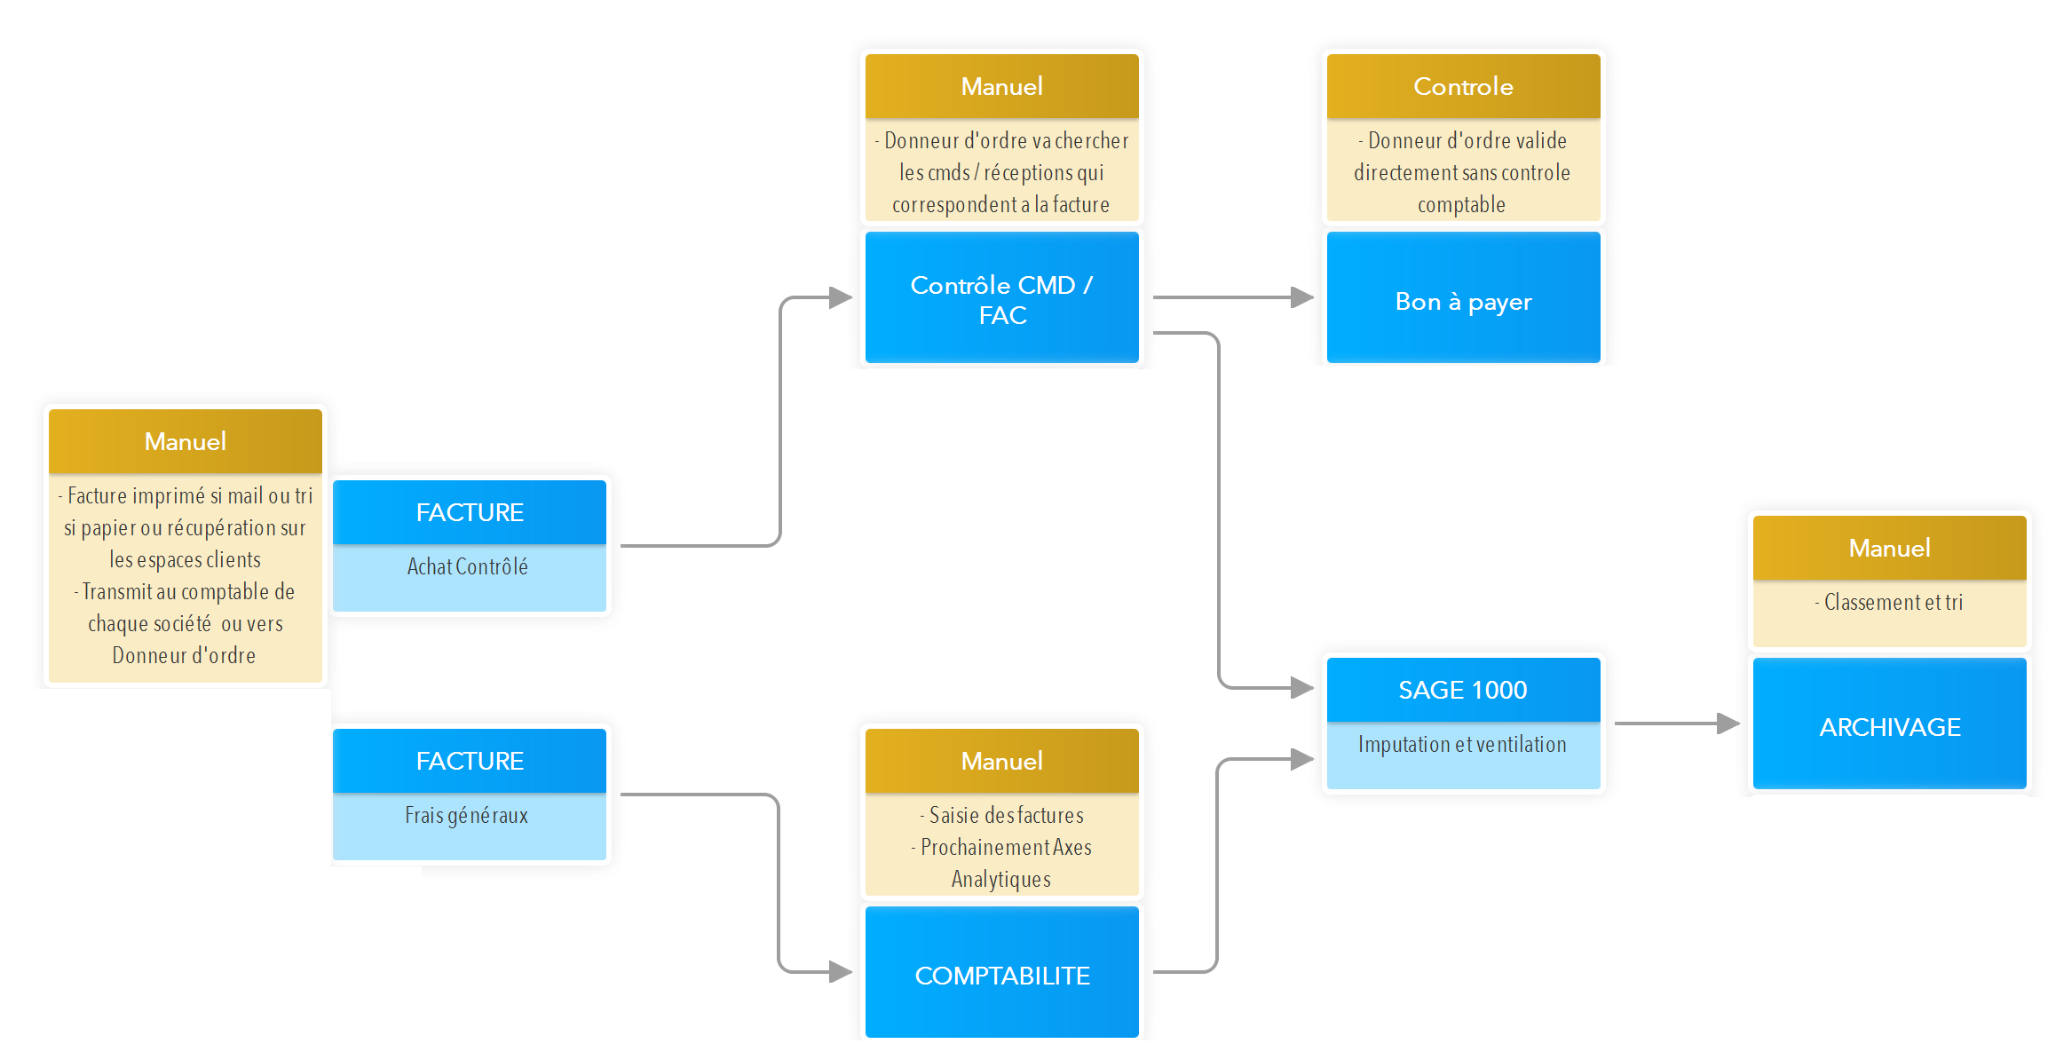 Manuel
- Facture imprimé si mail ou tri
si papier ou récupération sur
les espaces clients
- Transmit au comptable de
chaque société ou vers
Donneur d'ordre
FACTURE
Achat Contrôlé
FACTURE
Frais généraux
Manuel
- Donneur d'ordre va chercher
les cmds / réceptions qui
correspondent a la facture
Contrôle CMD /
FAC
Controle
- Donneur d'ordre valide
directement sans controle
comptable
Bon à payer
Manuel
- Saisie des factures
- Prochainement Axes
Analytiques
COMPTABILITE
SAGE 1000
Imputation et ventilation
Manuel
- Classement et tri
ARCHIVAGE